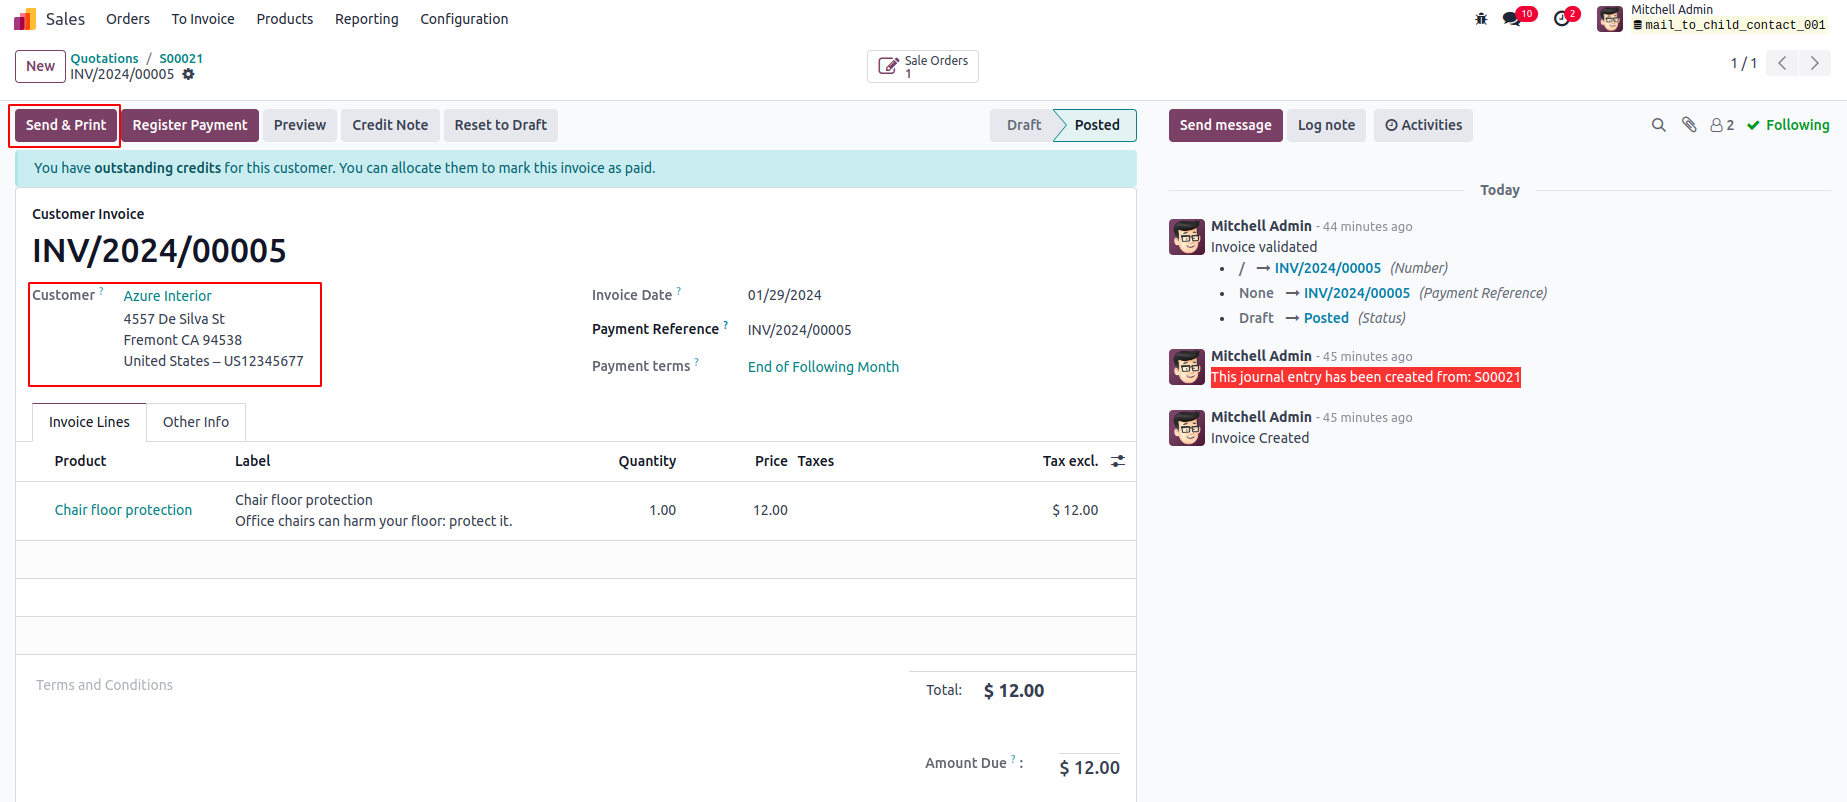 Sales Orders To Invoice Products Reporting Configuration 10 2 Mitchell Admin
mail_to_child_contact_001
New Quotations / S00021
INV/2024/00005
Sale Orders
1
1 / 1
Send & Print Register Payment Preview Credit Note Reset to Draft Draft Posted
You have outstanding credits for this customer. You can allocate them to mark this invoice as paid.
Customer Invoice
INV/2024/00005
Customer ? Azure Interior
4557 De Silva St
Fremont CA 94538
United States – US12345677
Invoice Date ? 01/29/2024
Payment Reference ? INV/2024/00005
Payment terms ? End of Following Month
Invoice Lines Other Info
Product Label Quantity Price Taxes Tax excl.
Chair floor protection Chair floor protection 1.00 12.00 $ 12.00
Office chairs can harm your floor: protect it.
Terms and Conditions
Total: $ 12.00
Amount Due ? : $ 12.00
Send message Log note Activities 2 Following
Today
Mitchell Admin - 44 minutes ago
Invoice validated
• / → INV/2024/00005 (Number)
• None → INV/2024/00005 (Payment Reference)
• Draft → Posted (Status)
Mitchell Admin - 45 minutes ago
This journal entry has been created from: S00021
Mitchell Admin - 45 minutes ago
Invoice Created